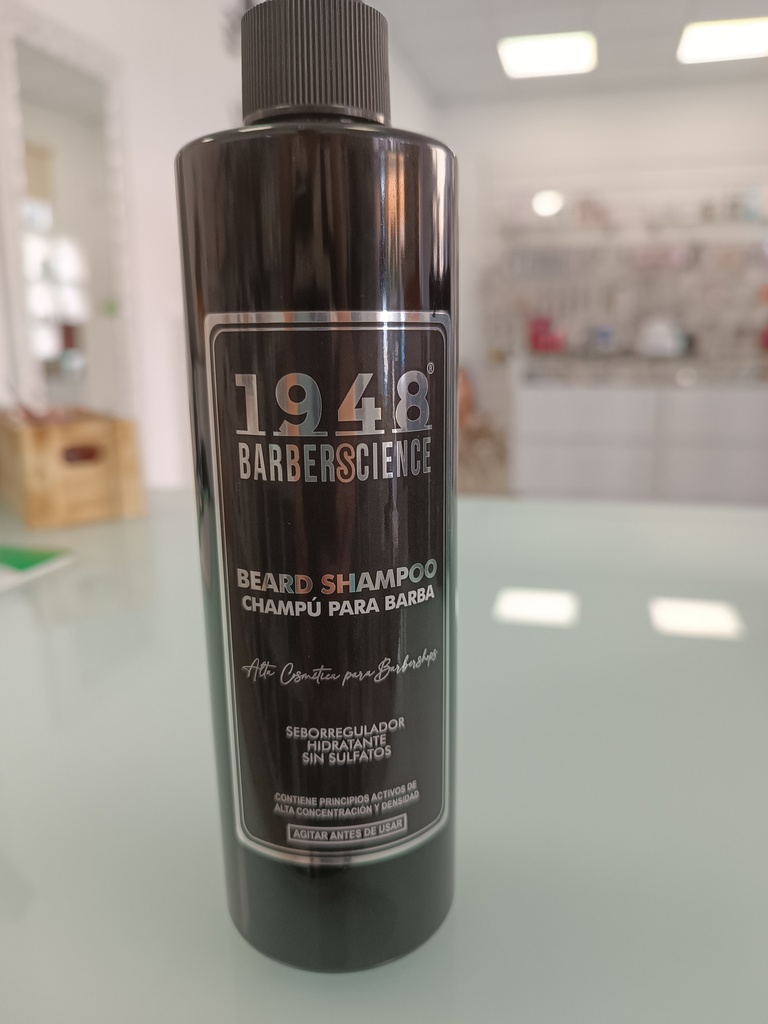 1948®
BARBERSCIENCE
BEARD SHAMPOO
CHAMPÚ PARA BARBA
Alta Cosmética para Barbershops
SEBORREGULADOR
HIDRATANTE
SIN SULFATOS
CONTIENE PRINCIPIOS ACTIVOS DE
ALTA CONCENTRACIÓN Y DENSIDAD
AGITAR ANTES DE USAR